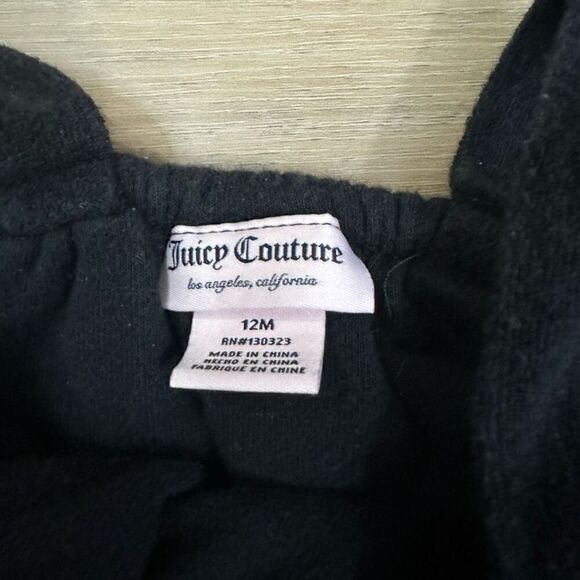 Juicy Couture
los angeles, california
12M
RN#130323
MADE IN CHINA
HECHO EN CHINA
FABRIQUE EN CHINE